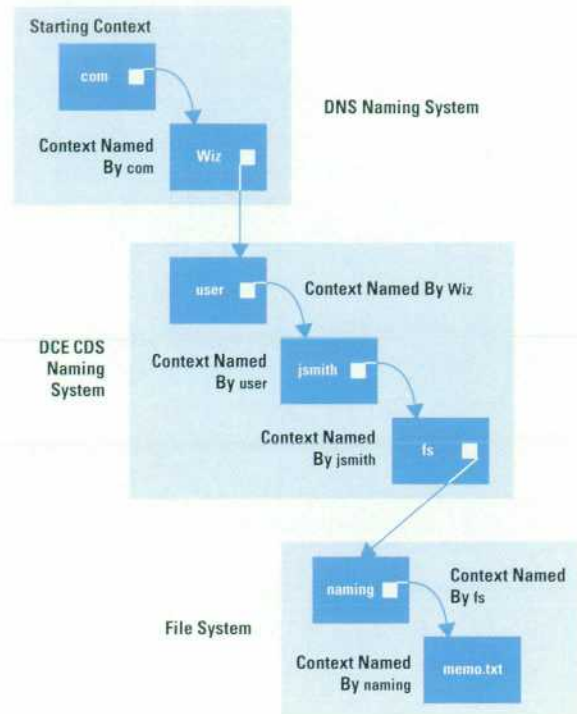 Starting Context
com
DNS Naming System
Context Named
By com
Wiz
user
Context Named By Wiz
DCE CDS
Naming
System
Context Named
By user
jsmith
Context Named
By jsmith
fs
naming
Context Named
By fs
File System
Context Named
By naming
memo.txt